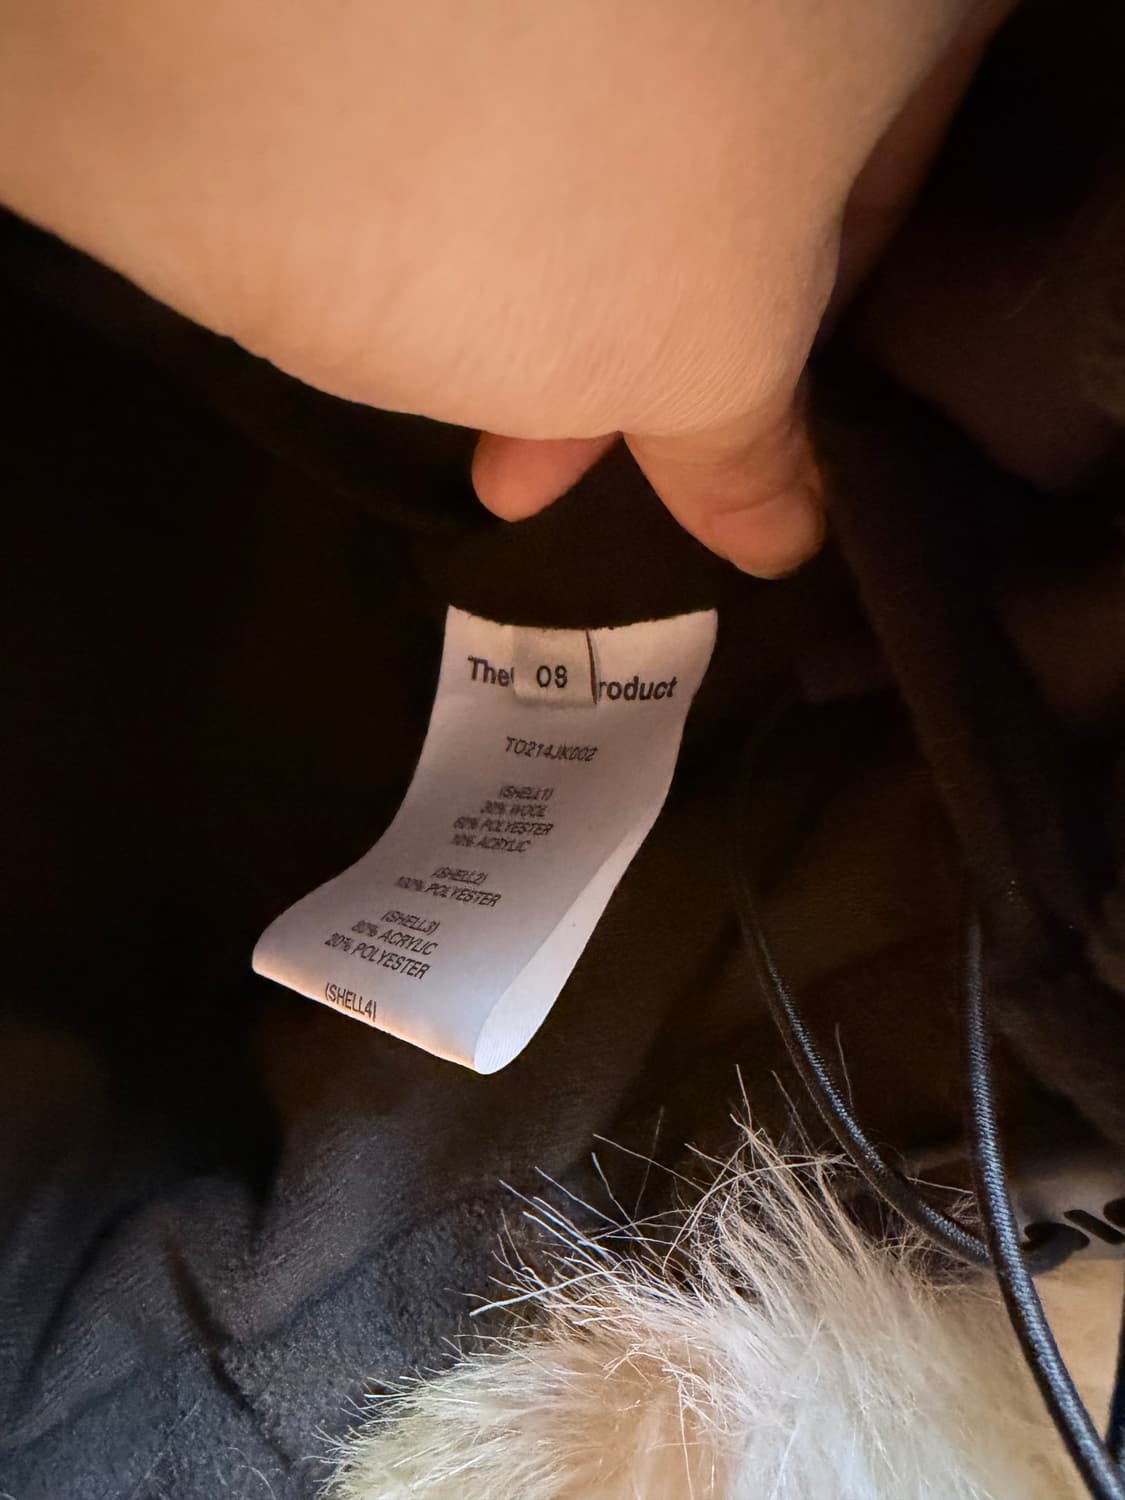 The
08
roduct
TO214JK002
(SHELL1)
30% WOOL
60% POLYESTER
10% ACRYLIC
(SHELL2)
100% POLYESTER
(SHELL3)
80% ACRYLIC
20% POLYESTER
(SHELL4)